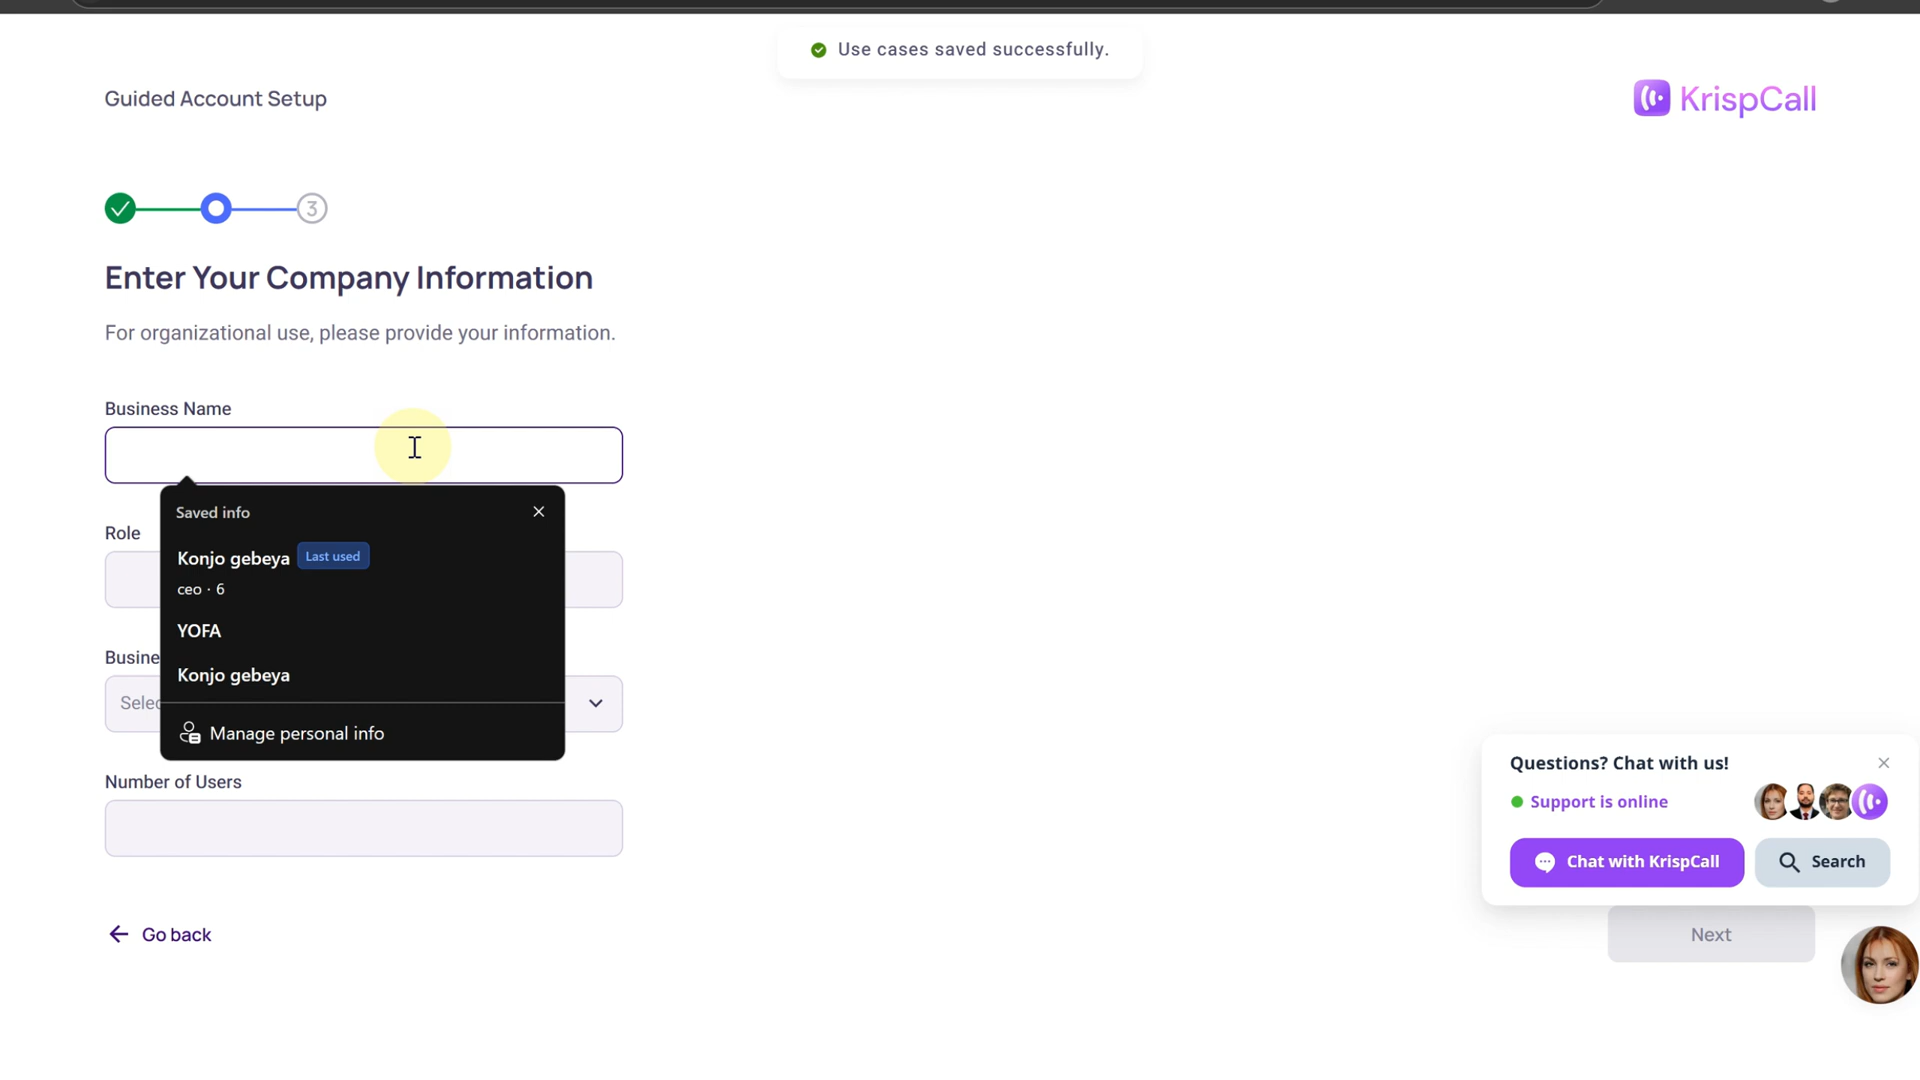 Use cases saved successfully.
Guided Account Setup
KrispCall
3
Enter Your Company Information
For organizational use, please provide your information.
Business Name
Saved info
Role
Konjo gebeya Last used
ceo · 6
YOFA
Busine
Konjo gebeya
Selec
Manage personal info
Number of Users
Questions? Chat with us!
Support is online
Chat with KrispCall
Search
Go back
Next